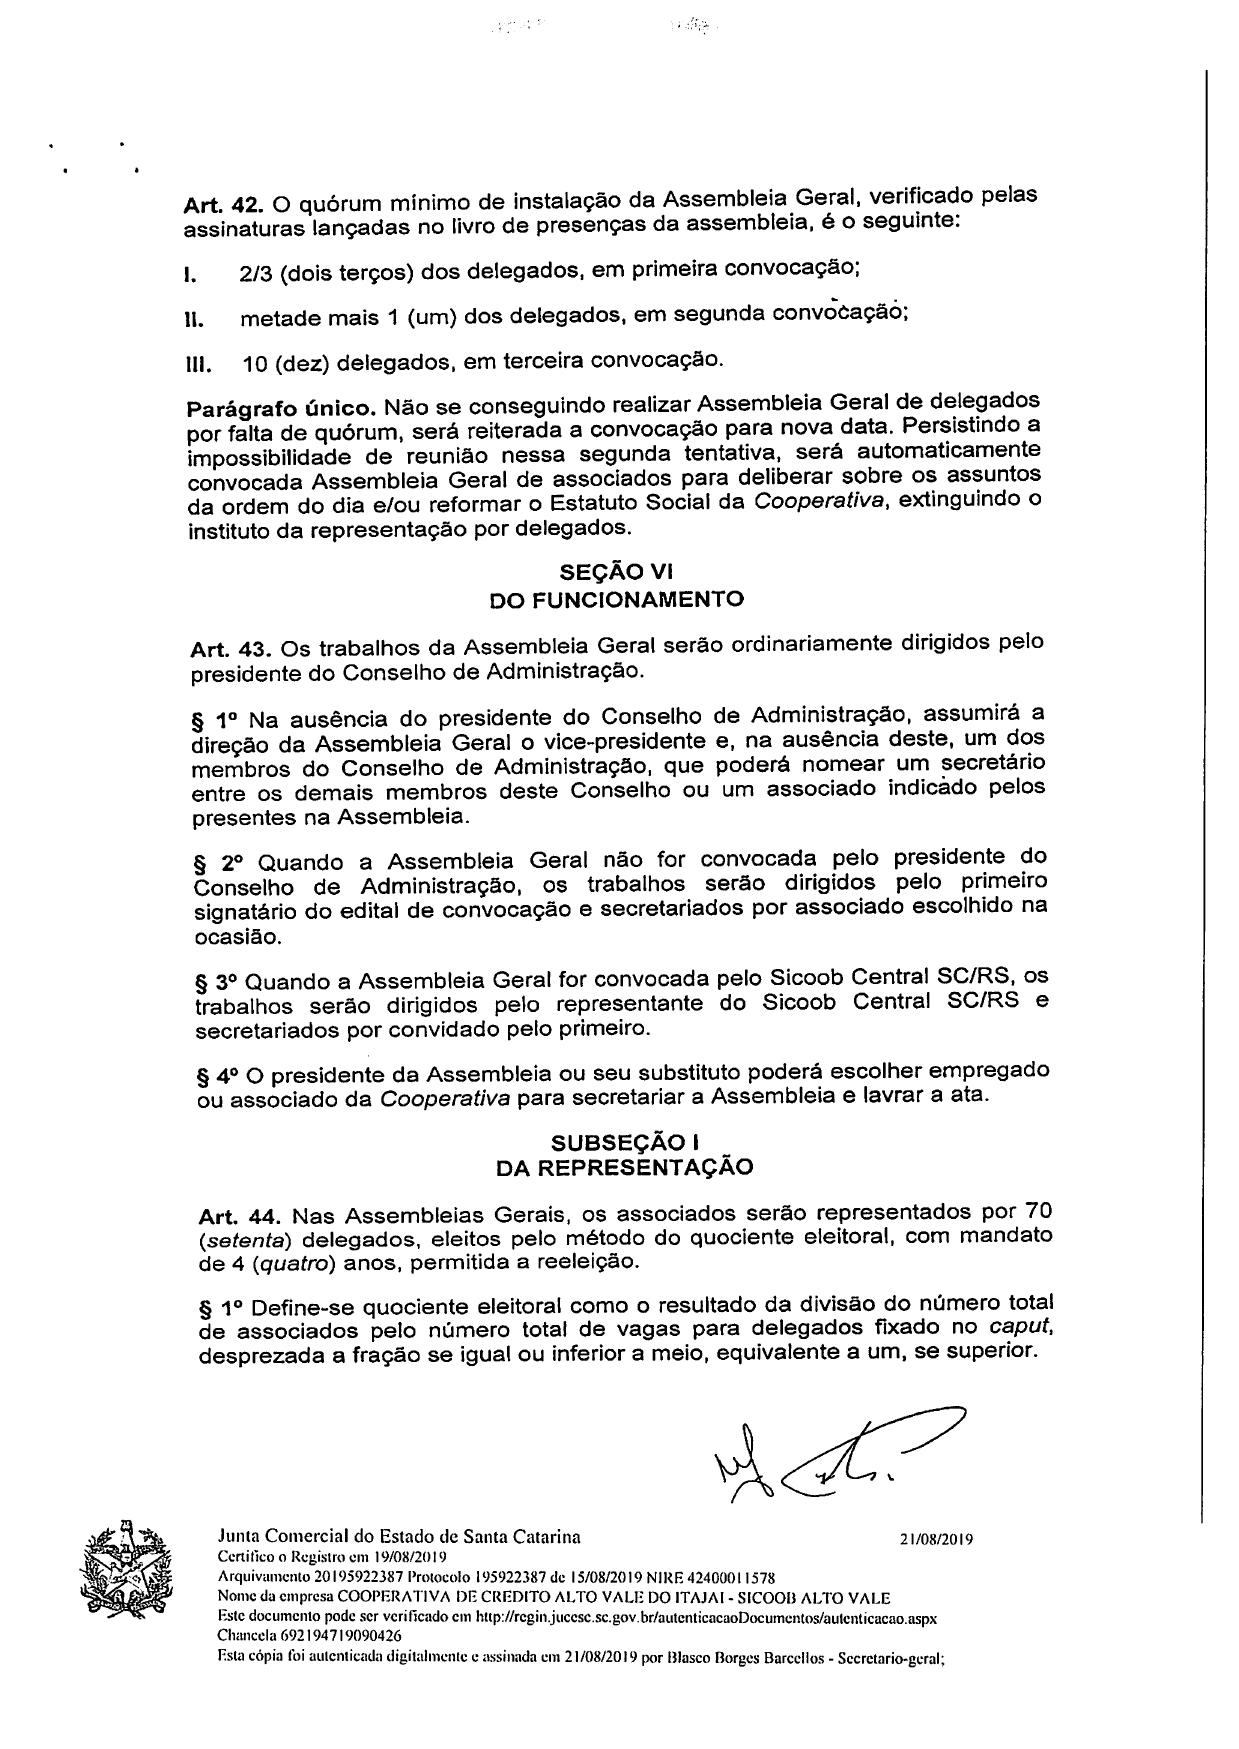 Art. 42. O quórum mínimo de instalação da Assembleia Geral, verificado pelas
assinaturas lançadas no livro de presenças da assembleia, é o seguinte:
I. 2/3 (dois terços) dos delegados, em primeira convocação;
II. metade mais 1 (um) dos delegados, em segunda convocação;
III. 10 (dez) delegados, em terceira convocação.
Parágrafo único. Não se conseguindo realizar Assembleia Geral de delegados
por falta de quórum, será reiterada a convocação para nova data. Persistindo a
impossibilidade de reunião nessa segunda tentativa, será automaticamente
convocada Assembleia Geral de associados para deliberar sobre os assuntos
da ordem do dia e/ou reformar o Estatuto Social da Cooperativa, extinguindo o
instituto da representação por delegados.
SEÇÃO VI
DO FUNCIONAMENTO
Art. 43. Os trabalhos da Assembleia Geral serão ordinariamente dirigidos pelo
presidente do Conselho de Administração.
§ 1º Na ausência do presidente do Conselho de Administração, assumirá a
direção da Assembleia Geral o vice-presidente e, na ausência deste, um dos
membros do Conselho de Administração, que poderá nomear um secretário
entre os demais membros deste Conselho ou um associado indicado pelos
presentes na Assembleia.
§ 2º Quando a Assembleia Geral não for convocada pelo presidente do
Conselho de Administração, os trabalhos serão dirigidos pelo primeiro
signatário do edital de convocação e secretariados por associado escolhido na
ocasião.
§ 3º Quando a Assembleia Geral for convocada pelo Sicoob Central SC/RS, os
trabalhos serão dirigidos pelo representante do Sicoob Central SC/RS e
secretariados por convidado pelo primeiro.
§ 4º O presidente da Assembleia ou seu substituto poderá escolher empregado
ou associado da Cooperativa para secretariar a Assembleia e lavrar a ata.
SUBSEÇÃO I
DA REPRESENTAÇÃO
Art. 44. Nas Assembleias Gerais, os associados serão representados por 70
(setenta) delegados, eleitos pelo método do quociente eleitoral, com mandato
de 4 (quatro) anos, permitida a reeleição.
§ 1º Define-se quociente eleitoral como o resultado da divisão do número total
de associados pelo número total de vagas para delegados fixado no caput,
desprezada a fração se igual ou inferior a meio, equivalente a um, se superior.
Junta Comercial do Estado de Santa Catarina 21/08/2019
Certifico o Registro em 19/08/2019
Arquivamento 20195922387 Protocolo 195922387 de 15/08/2019 NIRE 42400011578
Nome da empresa COOPERATIVA DE CREDITO ALTO VALE DO ITAJAI - SICOOB ALTO VALE
Este documento pode ser verificado em http://regin.jucesc.sc.gov.br/autenticacaoDocumentos/autenticacao.aspx
Chancela 692194719090426
Esta cópia foi autenticada digitalmente e assinada em 21/08/2019 por Blasco Borges Barcellos - Secretario-geral;